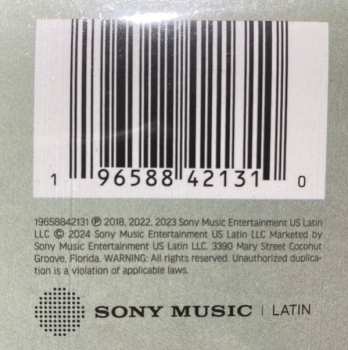 1 96588 42131 0
19658842131 Ⓟ 2018, 2022, 2023 Sony Music Entertainment US Latin
LLC © 2024 Sony Music Entertainment US Latin LLC Marketed by
Sony Music Entertainment US Latin LLC. 3390 Mary Street Coconut
Grove, Florida. WARNING: All rights reserved. Unauthorized duplica-
tion is a violation of applicable laws.
SONY MUSIC | LATIN